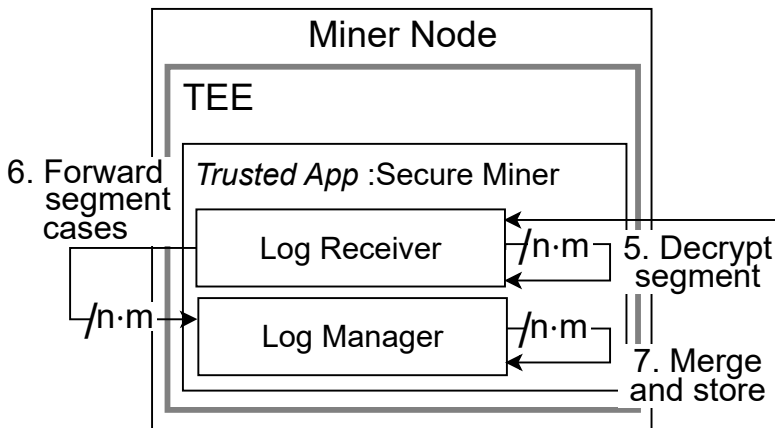 Miner Node
TEE
6. Forward
segment
cases
Trusted App :Secure Miner
Log Receiver
/n·m
5. Decrypt
segment
/n·m
Log Manager
/n·m
7. Merge
and store